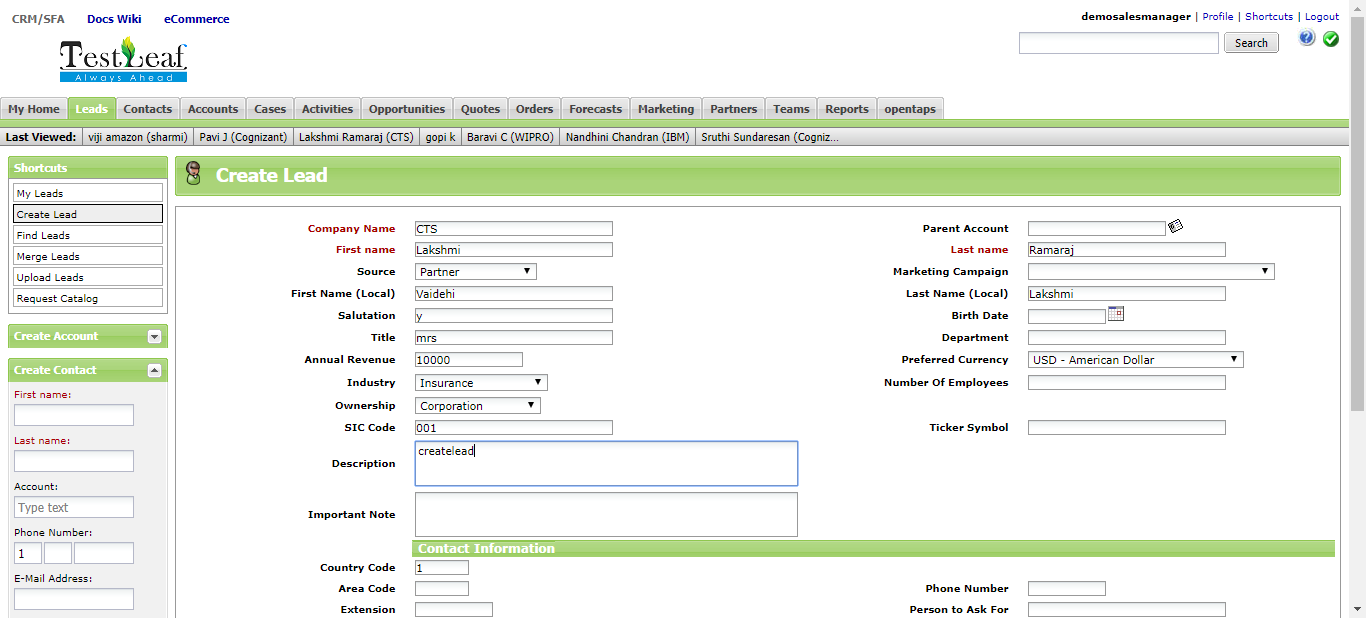 CRM/SFA Docs Wiki eCommerce
demosalesmanager | Profile | Shortcuts | Logout
TestLeaf
Always Ahead
Search
My Home Leads Contacts Accounts Cases Activities Opportunities Quotes Orders Forecasts Marketing Partners Teams Reports opentaps
Last Viewed: viji amazon (sharmi) Pavi J (Cognizant) Lakshmi Ramaraj (CTS) gopi k Baravi C (WIPRO) Nandhini Chandran (IBM) Sruthi Sundaresan (Cogniz...
Shortcuts
My Leads
Create Lead
Find Leads
Merge Leads
Upload Leads
Request Catalog
Create Account
Create Contact
First name:
Last name:
Account:
Type text
Phone Number:
1
E-Mail Address:
Create Lead
Company Name CTS Parent Account
First name Lakshmi Last name Ramaraj
Source Partner Marketing Campaign
First Name (Local) Vaidehi Last Name (Local) Lakshmi
Salutation y Birth Date
Title mrs Department
Annual Revenue 10000 Preferred Currency USD - American Dollar
Industry Insurance Number Of Employees
Ownership Corporation
SIC Code 001 Ticker Symbol
Description createlead
Important Note
Contact Information
Country Code 1
Area Code Phone Number
Extension Person to Ask For